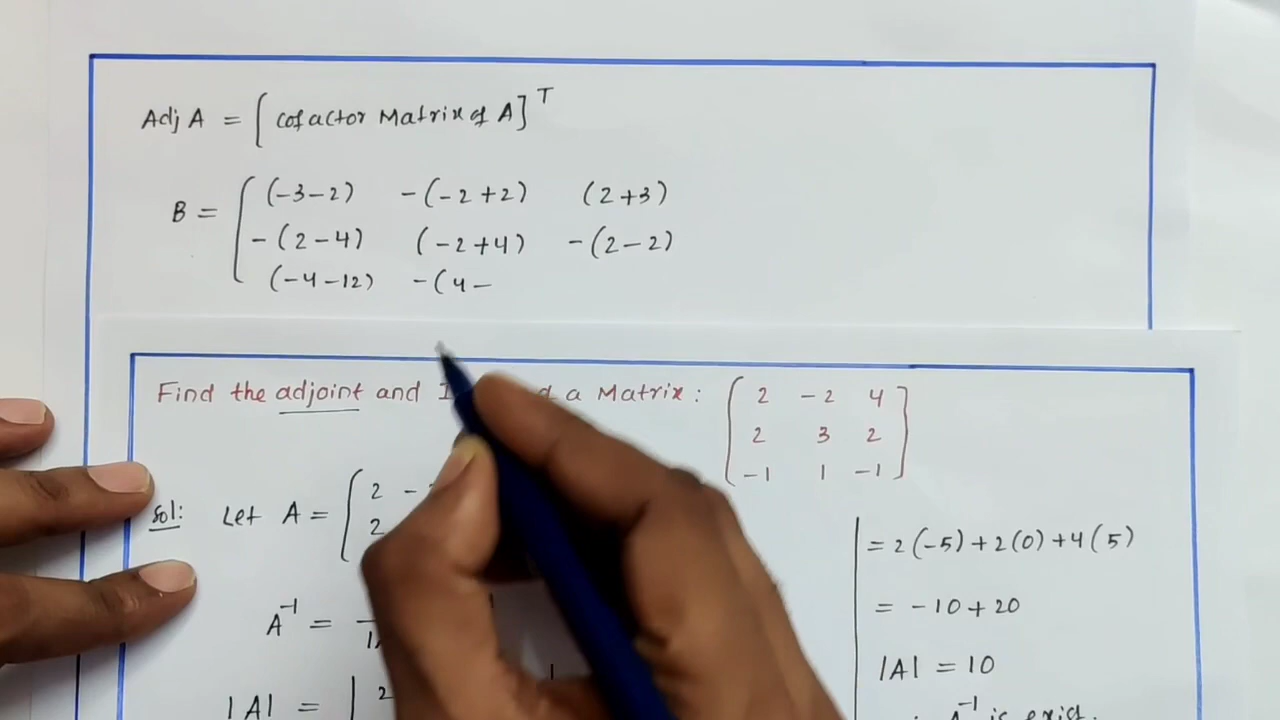 Adj A = [cofactor Matrix of A]^T
B = [ (-3-2) -(-2+2) (2+3)
-(2-4) (-2+4) -(2-2)
(-4-12) -(4-
Find the adjoint and of a Matrix: [ 2 -2 4
2 3 2
-1 1 -1 ]
Sol: Let A = [ 2 -
2
A^-1 =
|A| = | 2
= 2(-5)+2(0)+4(5)
= -10+20
|A| = 10
∴ A^-1 is exist.